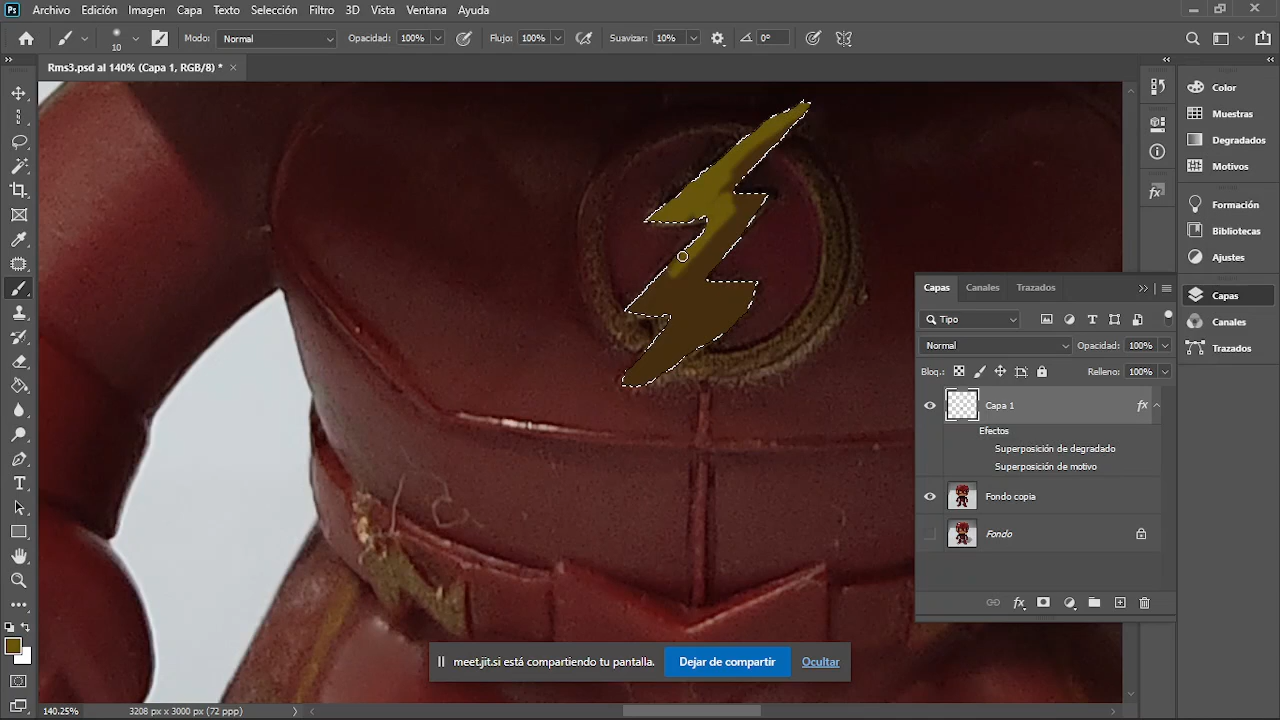 Ps Archivo Edición Imagen Capa Texto Selección Filtro 3D Vista Ventana Ayuda
10 Modo: Normal Opacidad: 100% Flujo: 100% Suavizar: 10% 0°
Rms3.psd al 140% (Capa 1, RGB/8) *
Color
Muestras
Degradados
Motivos
Formación
Bibliotecas
Ajustes
Capas
Canales
Trazados
Capas Canales Trazados
Tipo
Normal Opacidad: 100%
Bloq.: Relleno: 100%
Capa 1 fx
Efectos
Superposición de degradado
Superposición de motivo
Fondo copia
Fondo
fx
meet.jit.si está compartiendo tu pantalla. Dejar de compartir Ocultar
140.25% 3208 px x 3000 px (72 ppp)